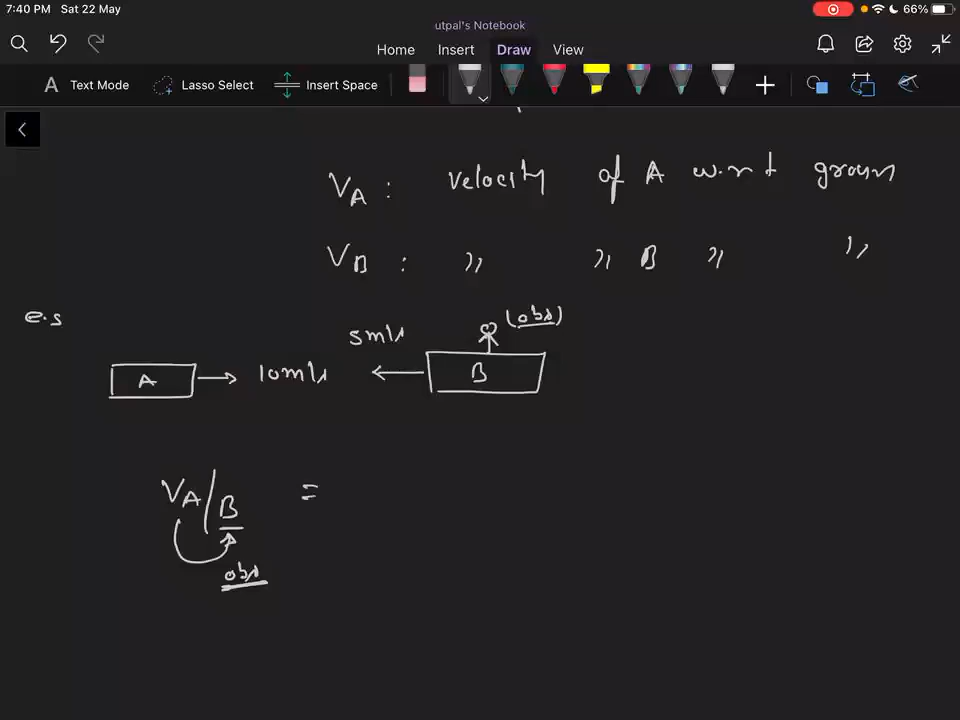 7:40 PM Sat 22 May
66%
utpal's Notebook
Home Insert Draw View
A Text Mode Lasso Select Insert Space
VA : velocity of A w.r.t groun
VB : ,, ,, B ,, ,,
e.g
5m/s (obs)
A 10m/s B
VA/B =
obs